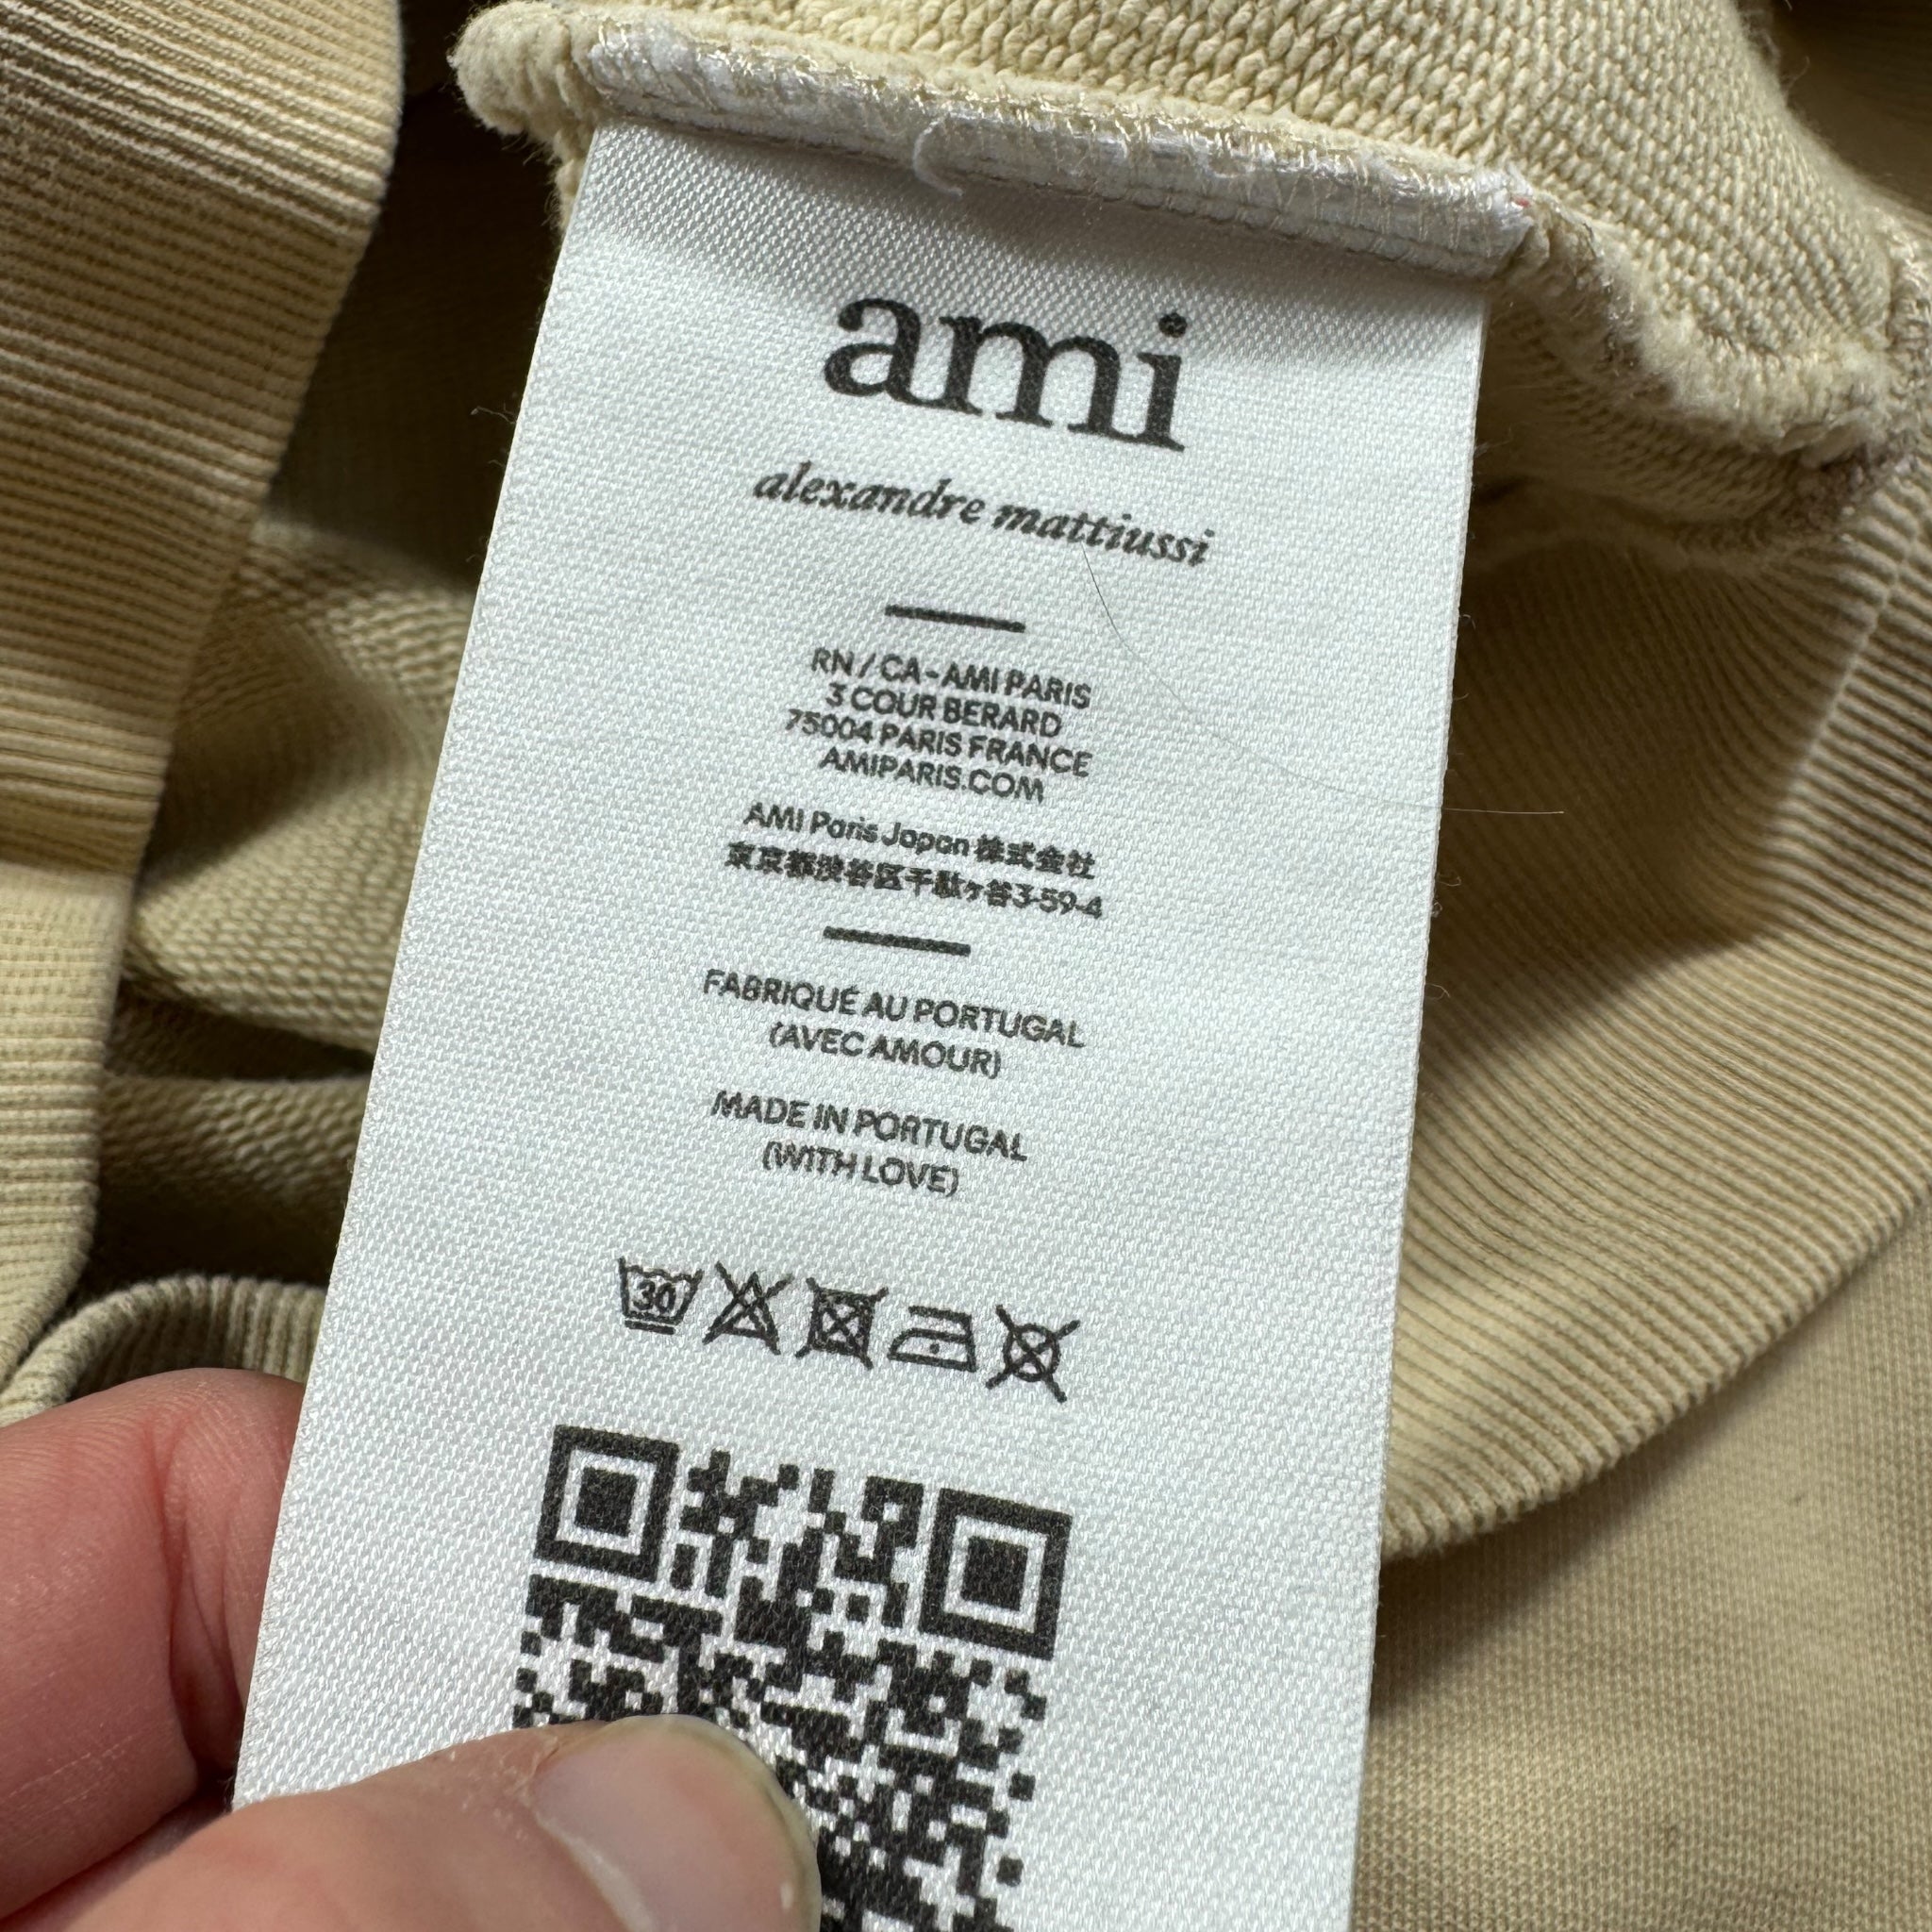 ami
alexandre mattiussi
RN / CA - AMI PARIS
3 COUR BERARD
75004 PARIS FRANCE
AMIPARIS.COM
AMI Paris Japan 株式会社
東京都渋谷区千駄ヶ谷3-59-4
FABRIQUÉ AU PORTUGAL
(AVEC AMOUR)
MADE IN PORTUGAL
(WITH LOVE)
30